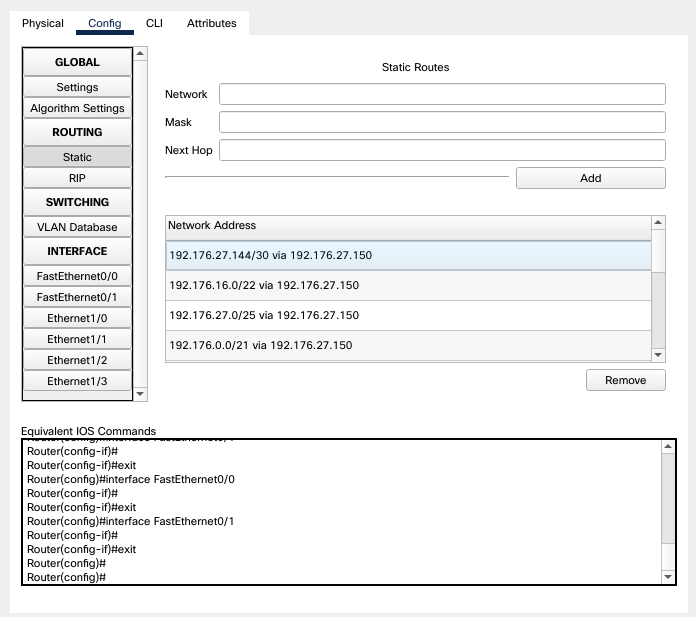 Physical Config CLI Attributes
GLOBAL
Settings
Algorithm Settings
ROUTING
Static
RIP
SWITCHING
VLAN Database
INTERFACE
FastEthernet0/0
FastEthernet0/1
Ethernet1/0
Ethernet1/1
Ethernet1/2
Ethernet1/3
Static Routes
Network
Mask
Next Hop
Add
Network Address
192.176.27.144/30 via 192.176.27.150
192.176.16.0/22 via 192.176.27.150
192.176.27.0/25 via 192.176.27.150
192.176.0.0/21 via 192.176.27.150
Remove
Equivalent IOS Commands
Router(config-if)#
Router(config-if)#exit
Router(config)#interface FastEthernet0/0
Router(config-if)#
Router(config-if)#exit
Router(config)#interface FastEthernet0/1
Router(config-if)#
Router(config-if)#exit
Router(config)#
Router(config)#